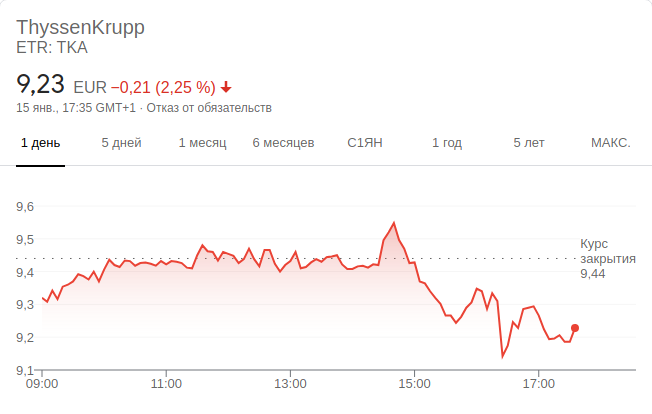 ThyssenKrupp
ETR: TKA
9,23 EUR −0,21 (2,25 %)
15 янв., 17:35 GMT+1 · Отказ от обязательств
1 день 5 дней 1 месяц 6 месяцев С1ЯН 1 год 5 лет МАКС.
9,6
9,5
Курс
закрытия
9,44
9,4
9,3
9,2
9,1
09:00 11:00 13:00 15:00 17:00